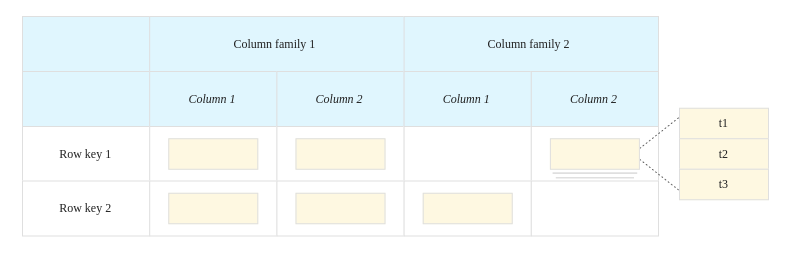 Column family 1
Column family 2
Column 1
Column 2
Column 1
Column 2
Row key 1
t1
t2
t3
Row key 2